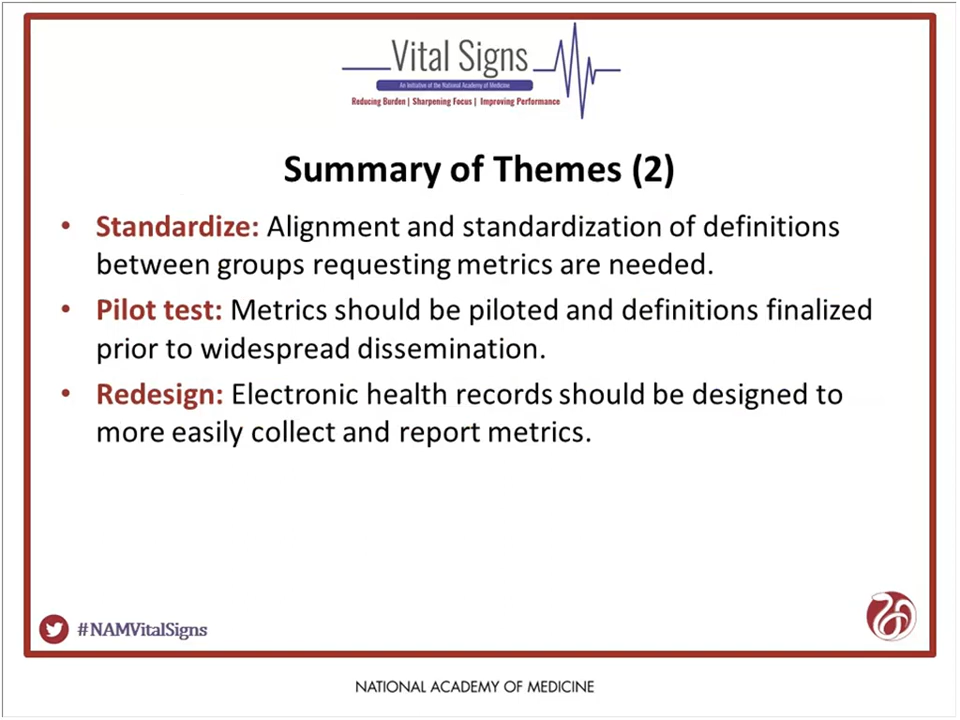 Vital Signs
An Initiative of the National Academy of Medicine
Reducing Burden | Sharpening Focus | Improving Performance
Summary of Themes (2)
• Standardize: Alignment and standardization of definitions
between groups requesting metrics are needed.
• Pilot test: Metrics should be piloted and definitions finalized
prior to widespread dissemination.
• Redesign: Electronic health records should be designed to
more easily collect and report metrics.
#NAMVitalSigns
NATIONAL ACADEMY OF MEDICINE